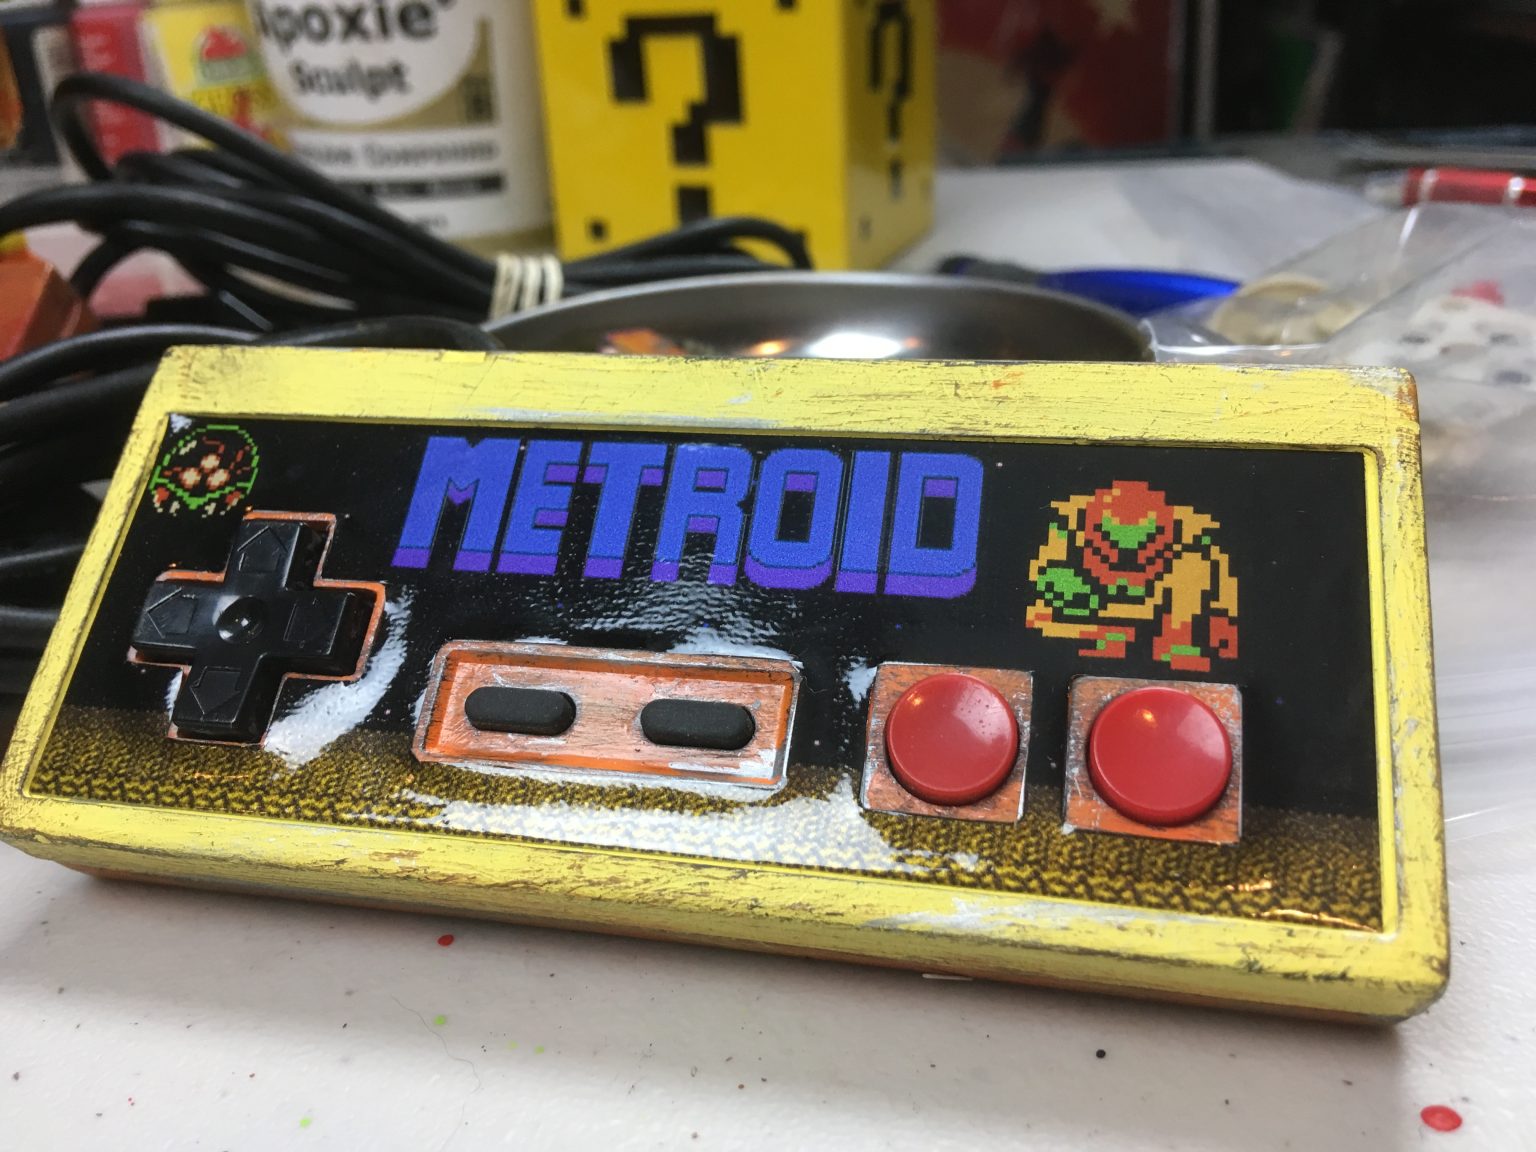 poxie
Sculpt
?
?
METROID